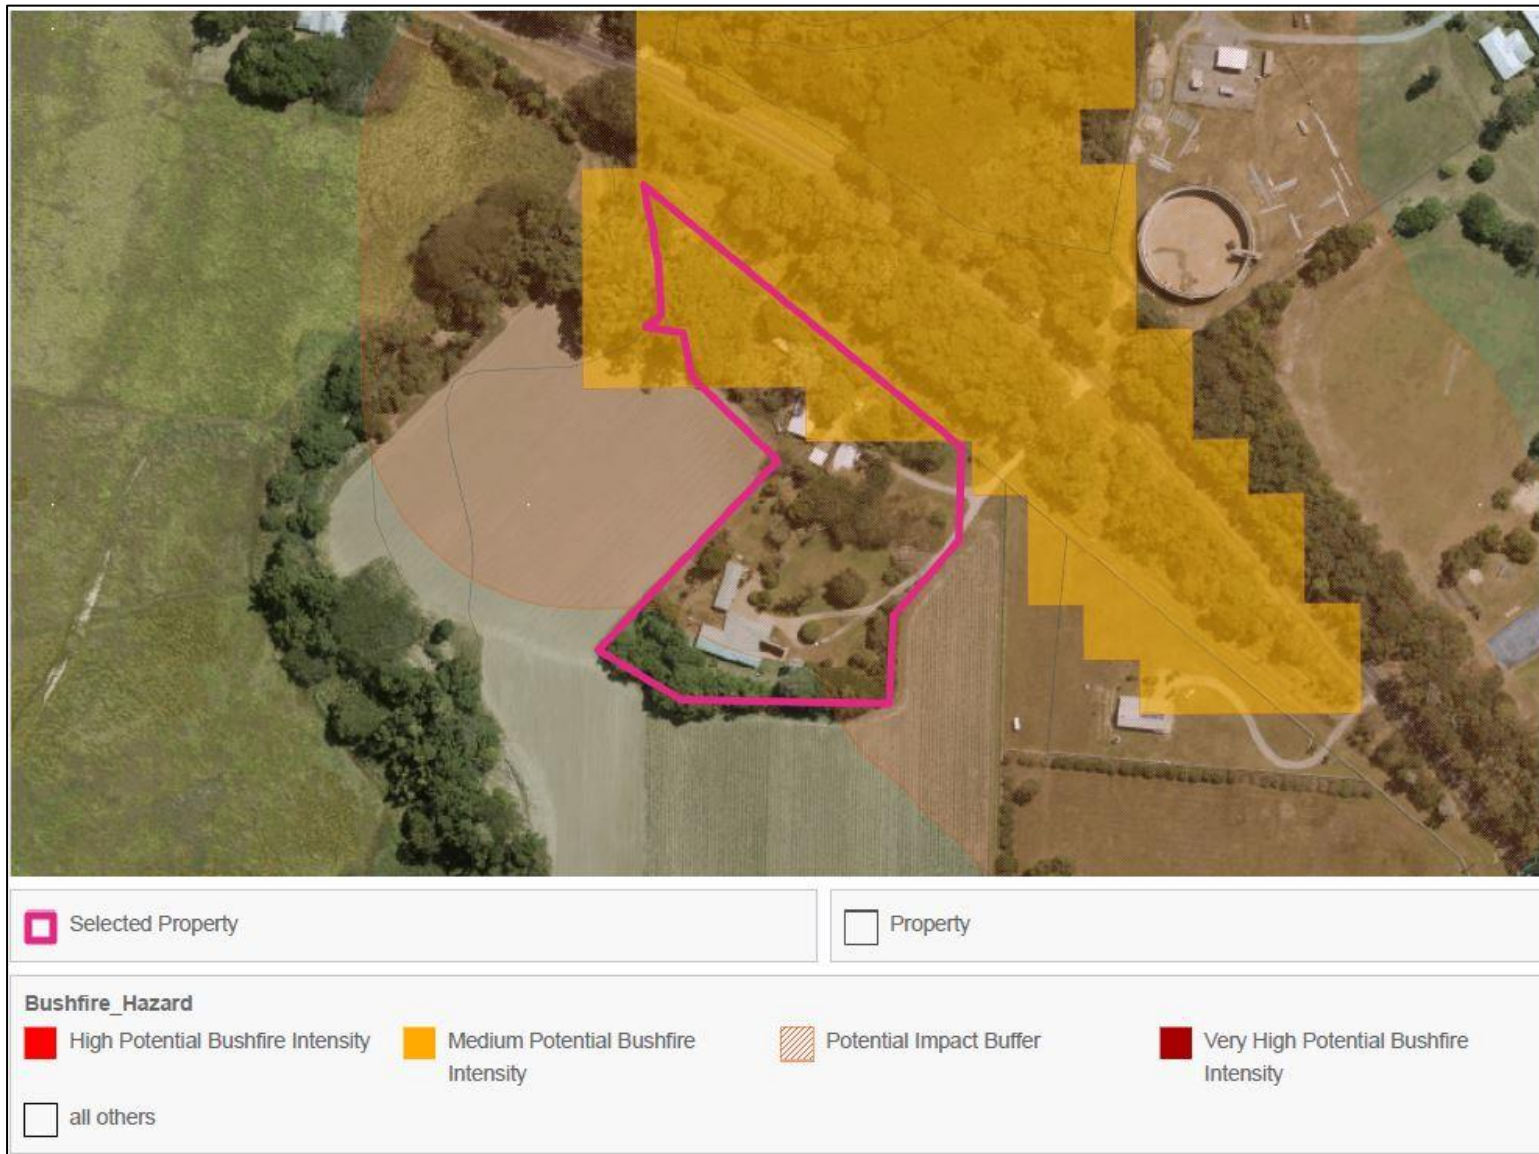 Selected Property
Property
Bushfire_Hazard
High Potential Bushfire Intensity
Medium Potential Bushfire
Intensity
Potential Impact Buffer
Very High Potential Bushfire
Intensity
all others